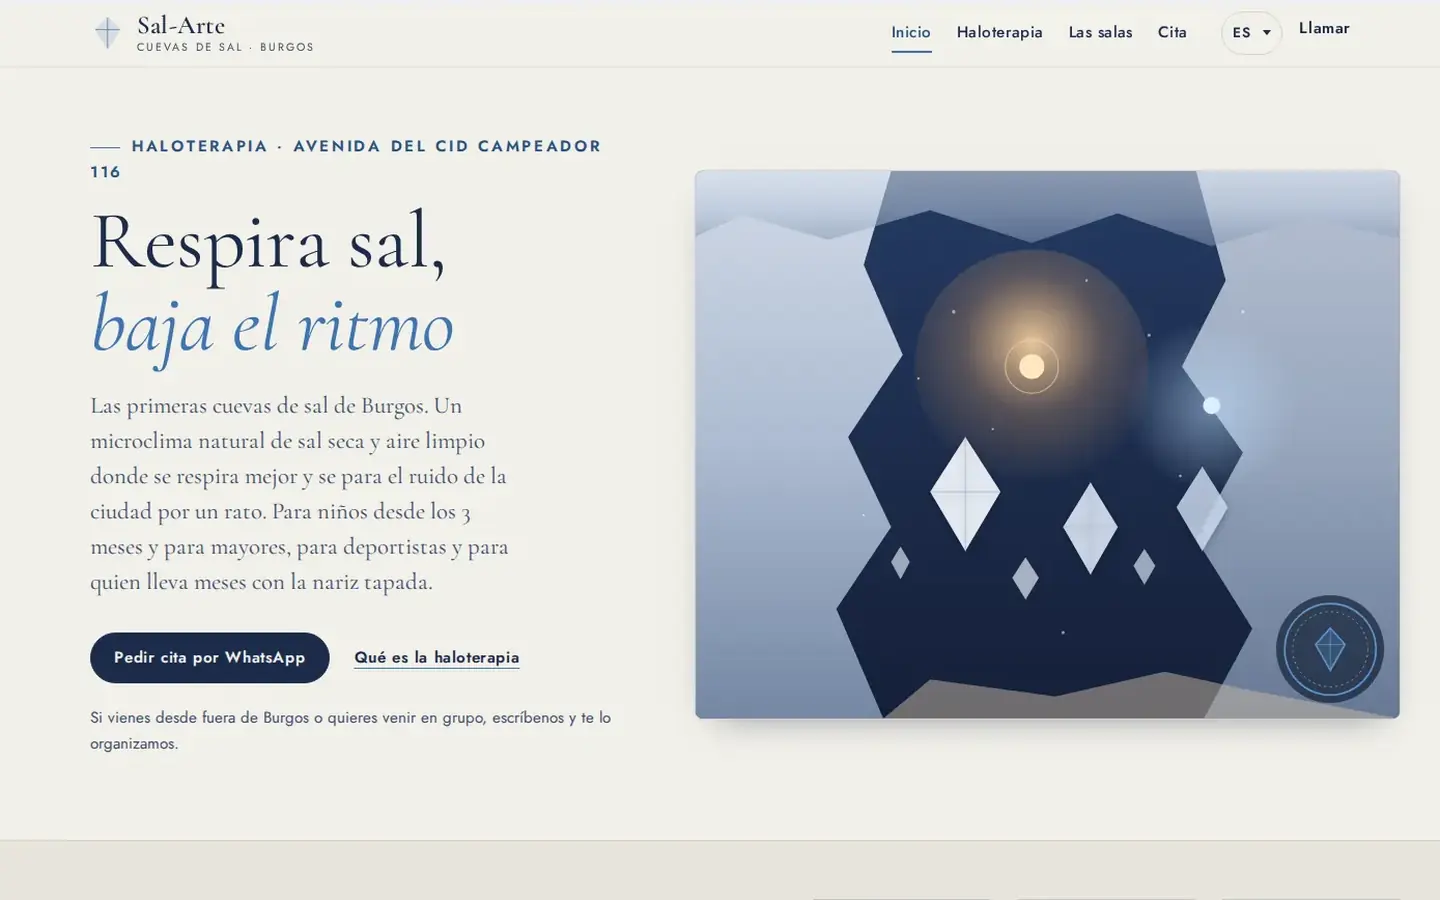 Sal-Arte
CUEVAS DE SAL · BURGOS
Inicio
Haloterapia
Las salas
Cita
ES
Llamar
HALOTERAPIA · AVENIDA DEL CID CAMPEADOR
116
Respira sal,
baja el ritmo
Las primeras cuevas de sal de Burgos. Un
microclima natural de sal seca y aire limpio
donde se respira mejor y se para el ruido de la
ciudad por un rato. Para niños desde los 3
meses y para mayores, para deportistas y para
quien lleva meses con la nariz tapada.
Pedir cita por WhatsApp
Qué es la haloterapia
Si vienes desde fuera de Burgos o quieres venir en grupo, escríbenos y te lo
organizamos.